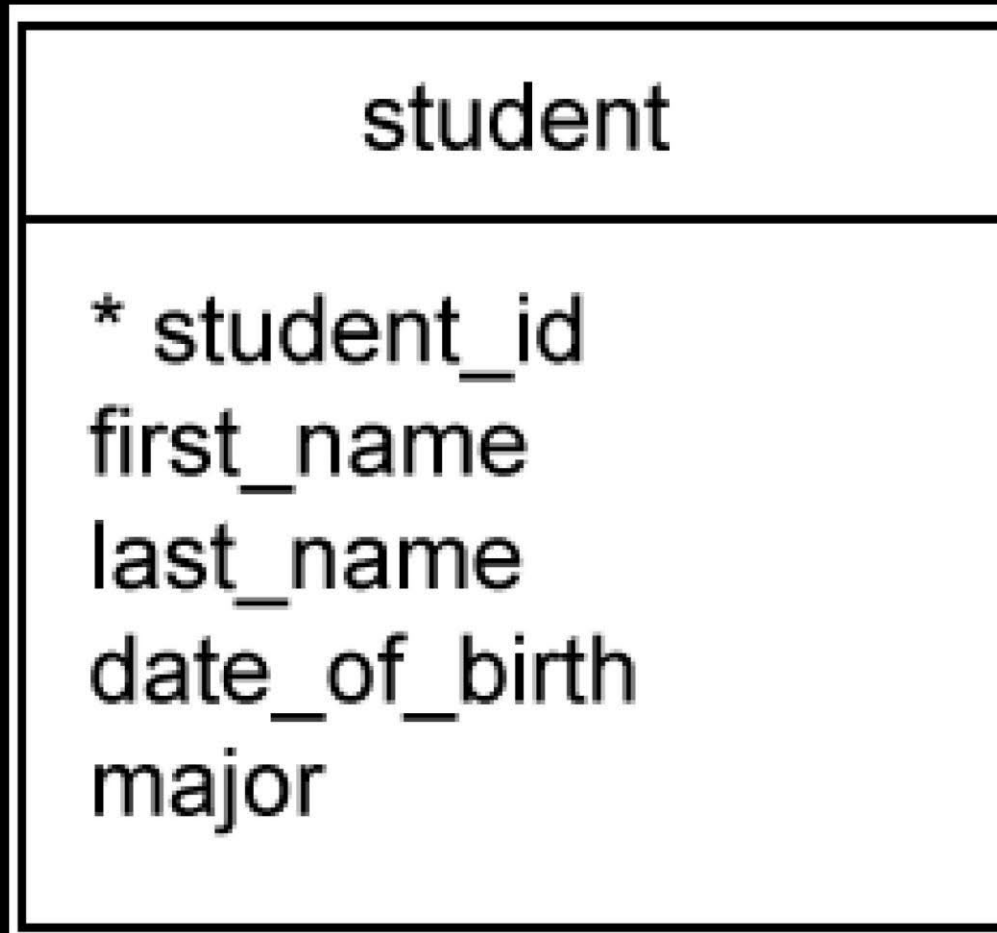 student
* student_id
first_name
last_name
date_of_birth
major